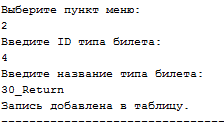 Выберите пункт меню:
2
Введите ID типа билета:
4
Введите название типа билета:
30_Return
Запись добавлена в таблицу.
--------------------------------